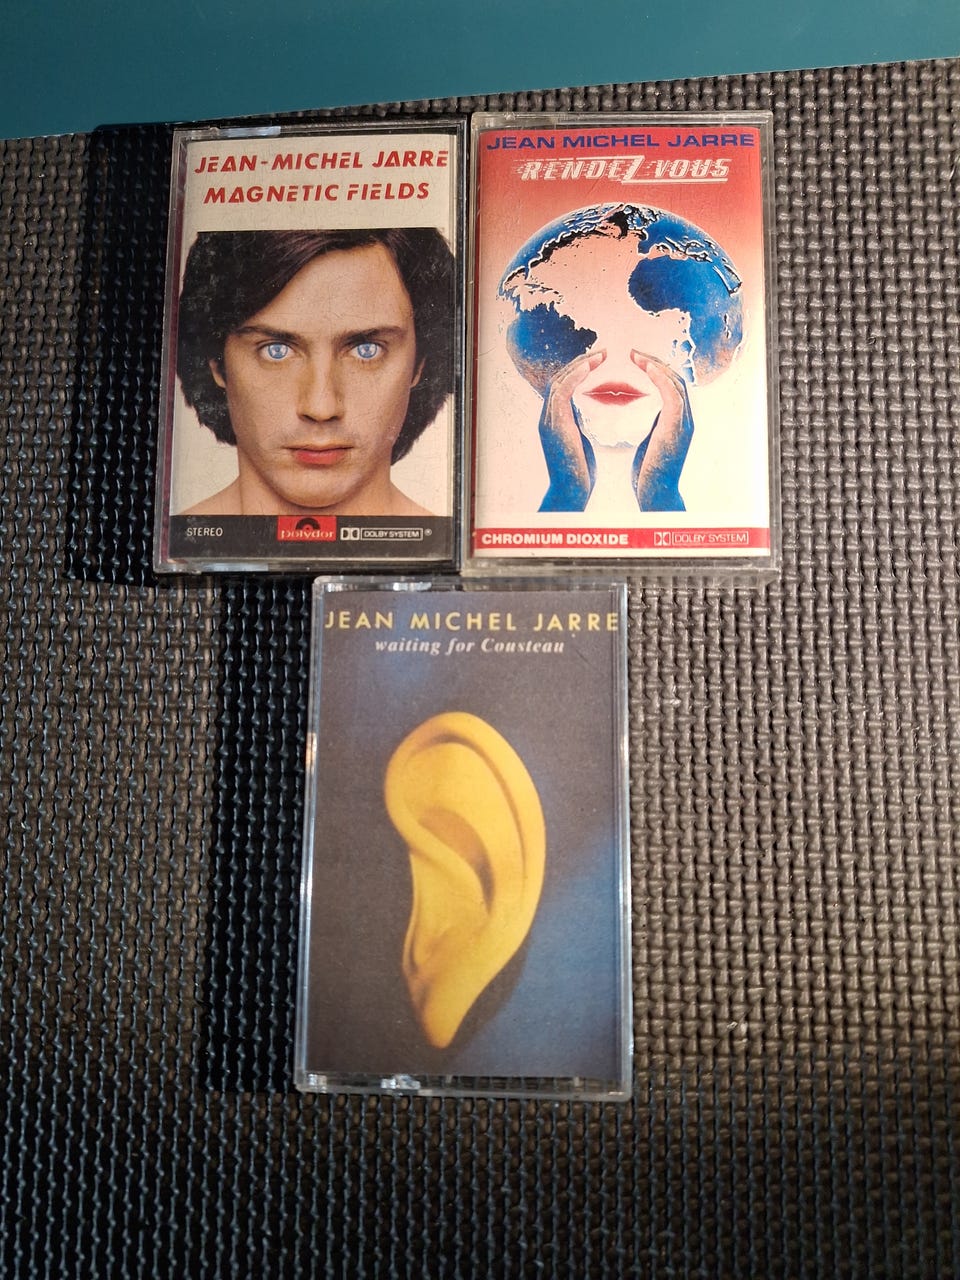 JEAN-MICHEL JARRE
MAGNETIC FIELDS
STEREO polydor DOLBY SYSTEM ®
JEAN MICHEL JARRE
RENDEZ VOUS
CHROMIUM DIOXIDE DOLBY SYSTEM
JEAN MICHEL JARRE
waiting for Cousteau